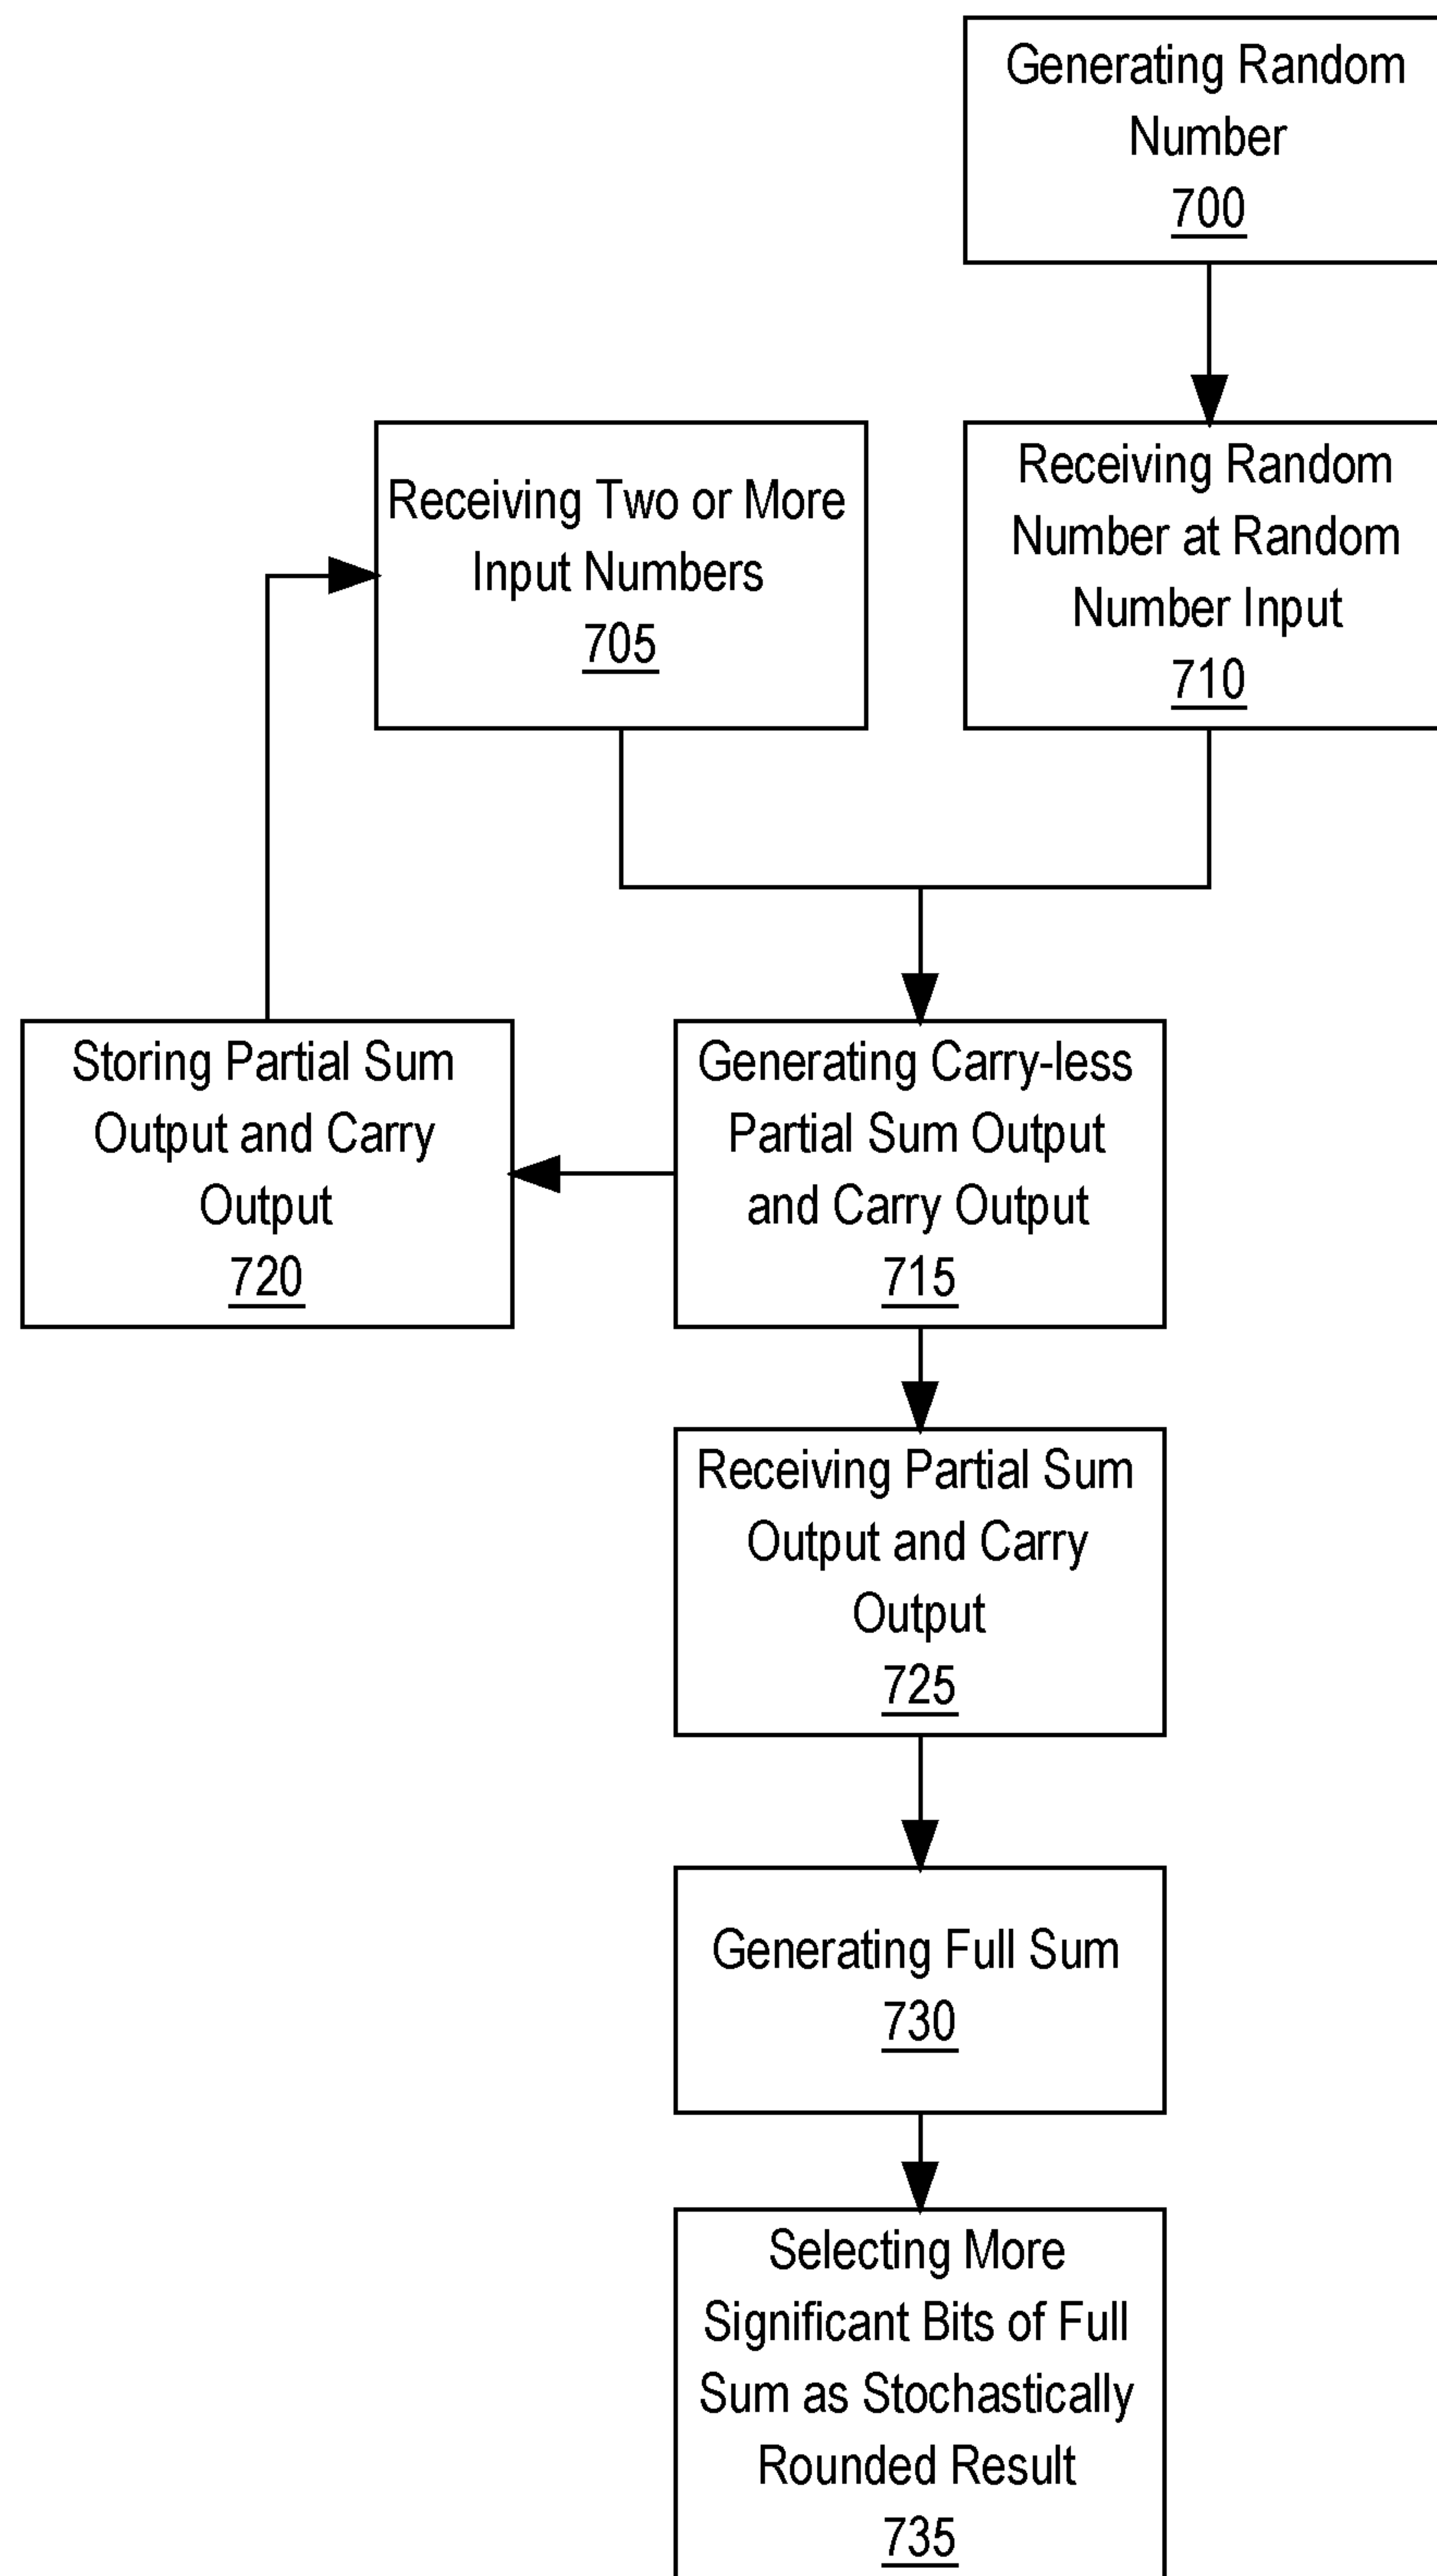 Generating Random
Number
700
Receiving Two or More
Input Numbers
705
Receiving Random
Number at Random
Number Input
710
Storing Partial Sum
Output and Carry
Output
720
Generating Carry-less
Partial Sum Output
and Carry Output
715
Receiving Partial Sum
Output and Carry
Output
725
Generating Full Sum
730
Selecting More
Significant Bits of Full
Sum as Stochastically
Rounded Result
735